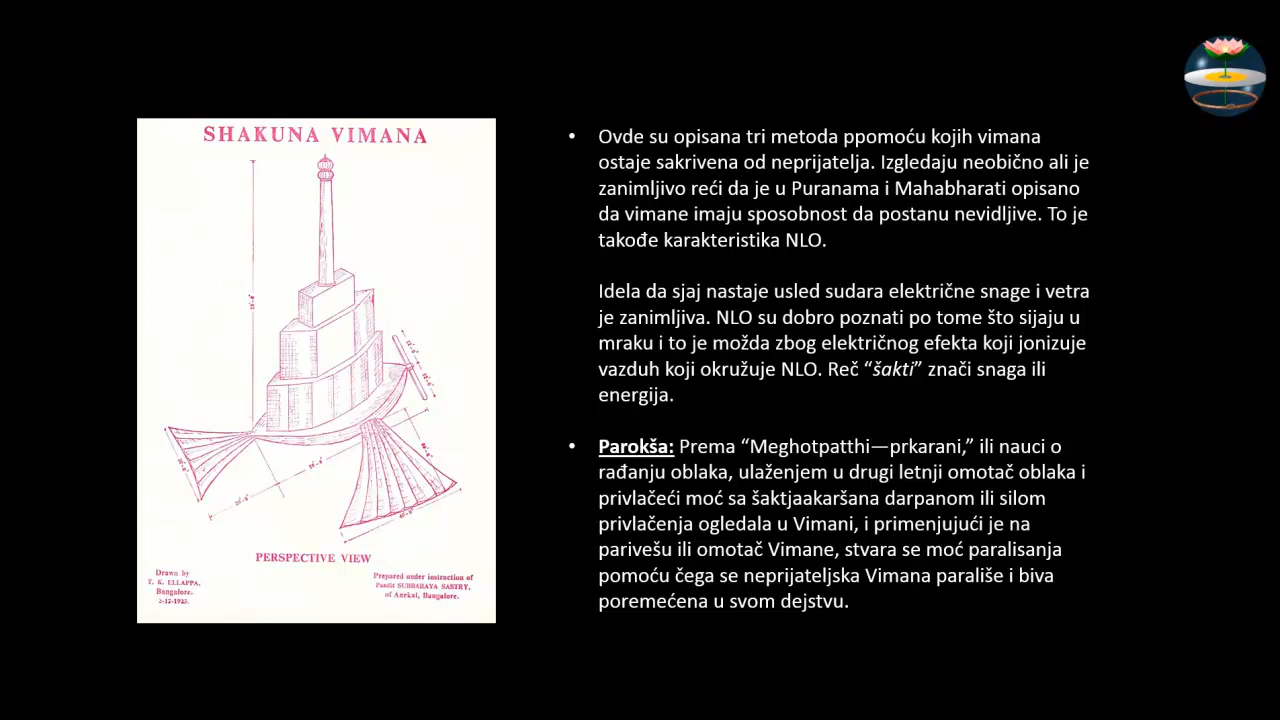 SHAKUNA VIMANA
PERSPECTIVE VIEW
Drawn by
T. K. ELLAPPA,
Bangalore.
2-12-1923.
Prepared under instruction of
Pandit SUBBARAYA SASTRY,
of Anekal, Bangalore.
• Ovde su opisana tri metoda ppomoću kojih vimana
ostaje sakrivena od neprijatelja. Izgledaju neobično ali je
zanimljivo reći da je u Puranama i Mahabharati opisano
da vimane imaju sposobnost da postanu nevidljive. To je
takođe karakteristika NLO.
Idela da sjaj nastaje usled sudara električne snage i vetra
je zanimljiva. NLO su dobro poznati po tome što sijaju u
mraku i to je možda zbog električnog efekta koji jonizuje
vazduh koji okružuje NLO. Reč “šakti” znači snaga ili
energija.
• Parokša: Prema “Meghotpatthi—prkarani,” ili nauci o
rađanju oblaka, ulaženjem u drugi letnji omotač oblaka i
privlačeći moć sa šaktjaakaršana darpanom ili silom
privlačenja ogledala u Vimani, i primenjujući je na
parivešu ili omotač Vimane, stvara se moć paralisanja
pomoću čega se neprijateljska Vimana parališe i biva
poremećena u svom dejstvu.